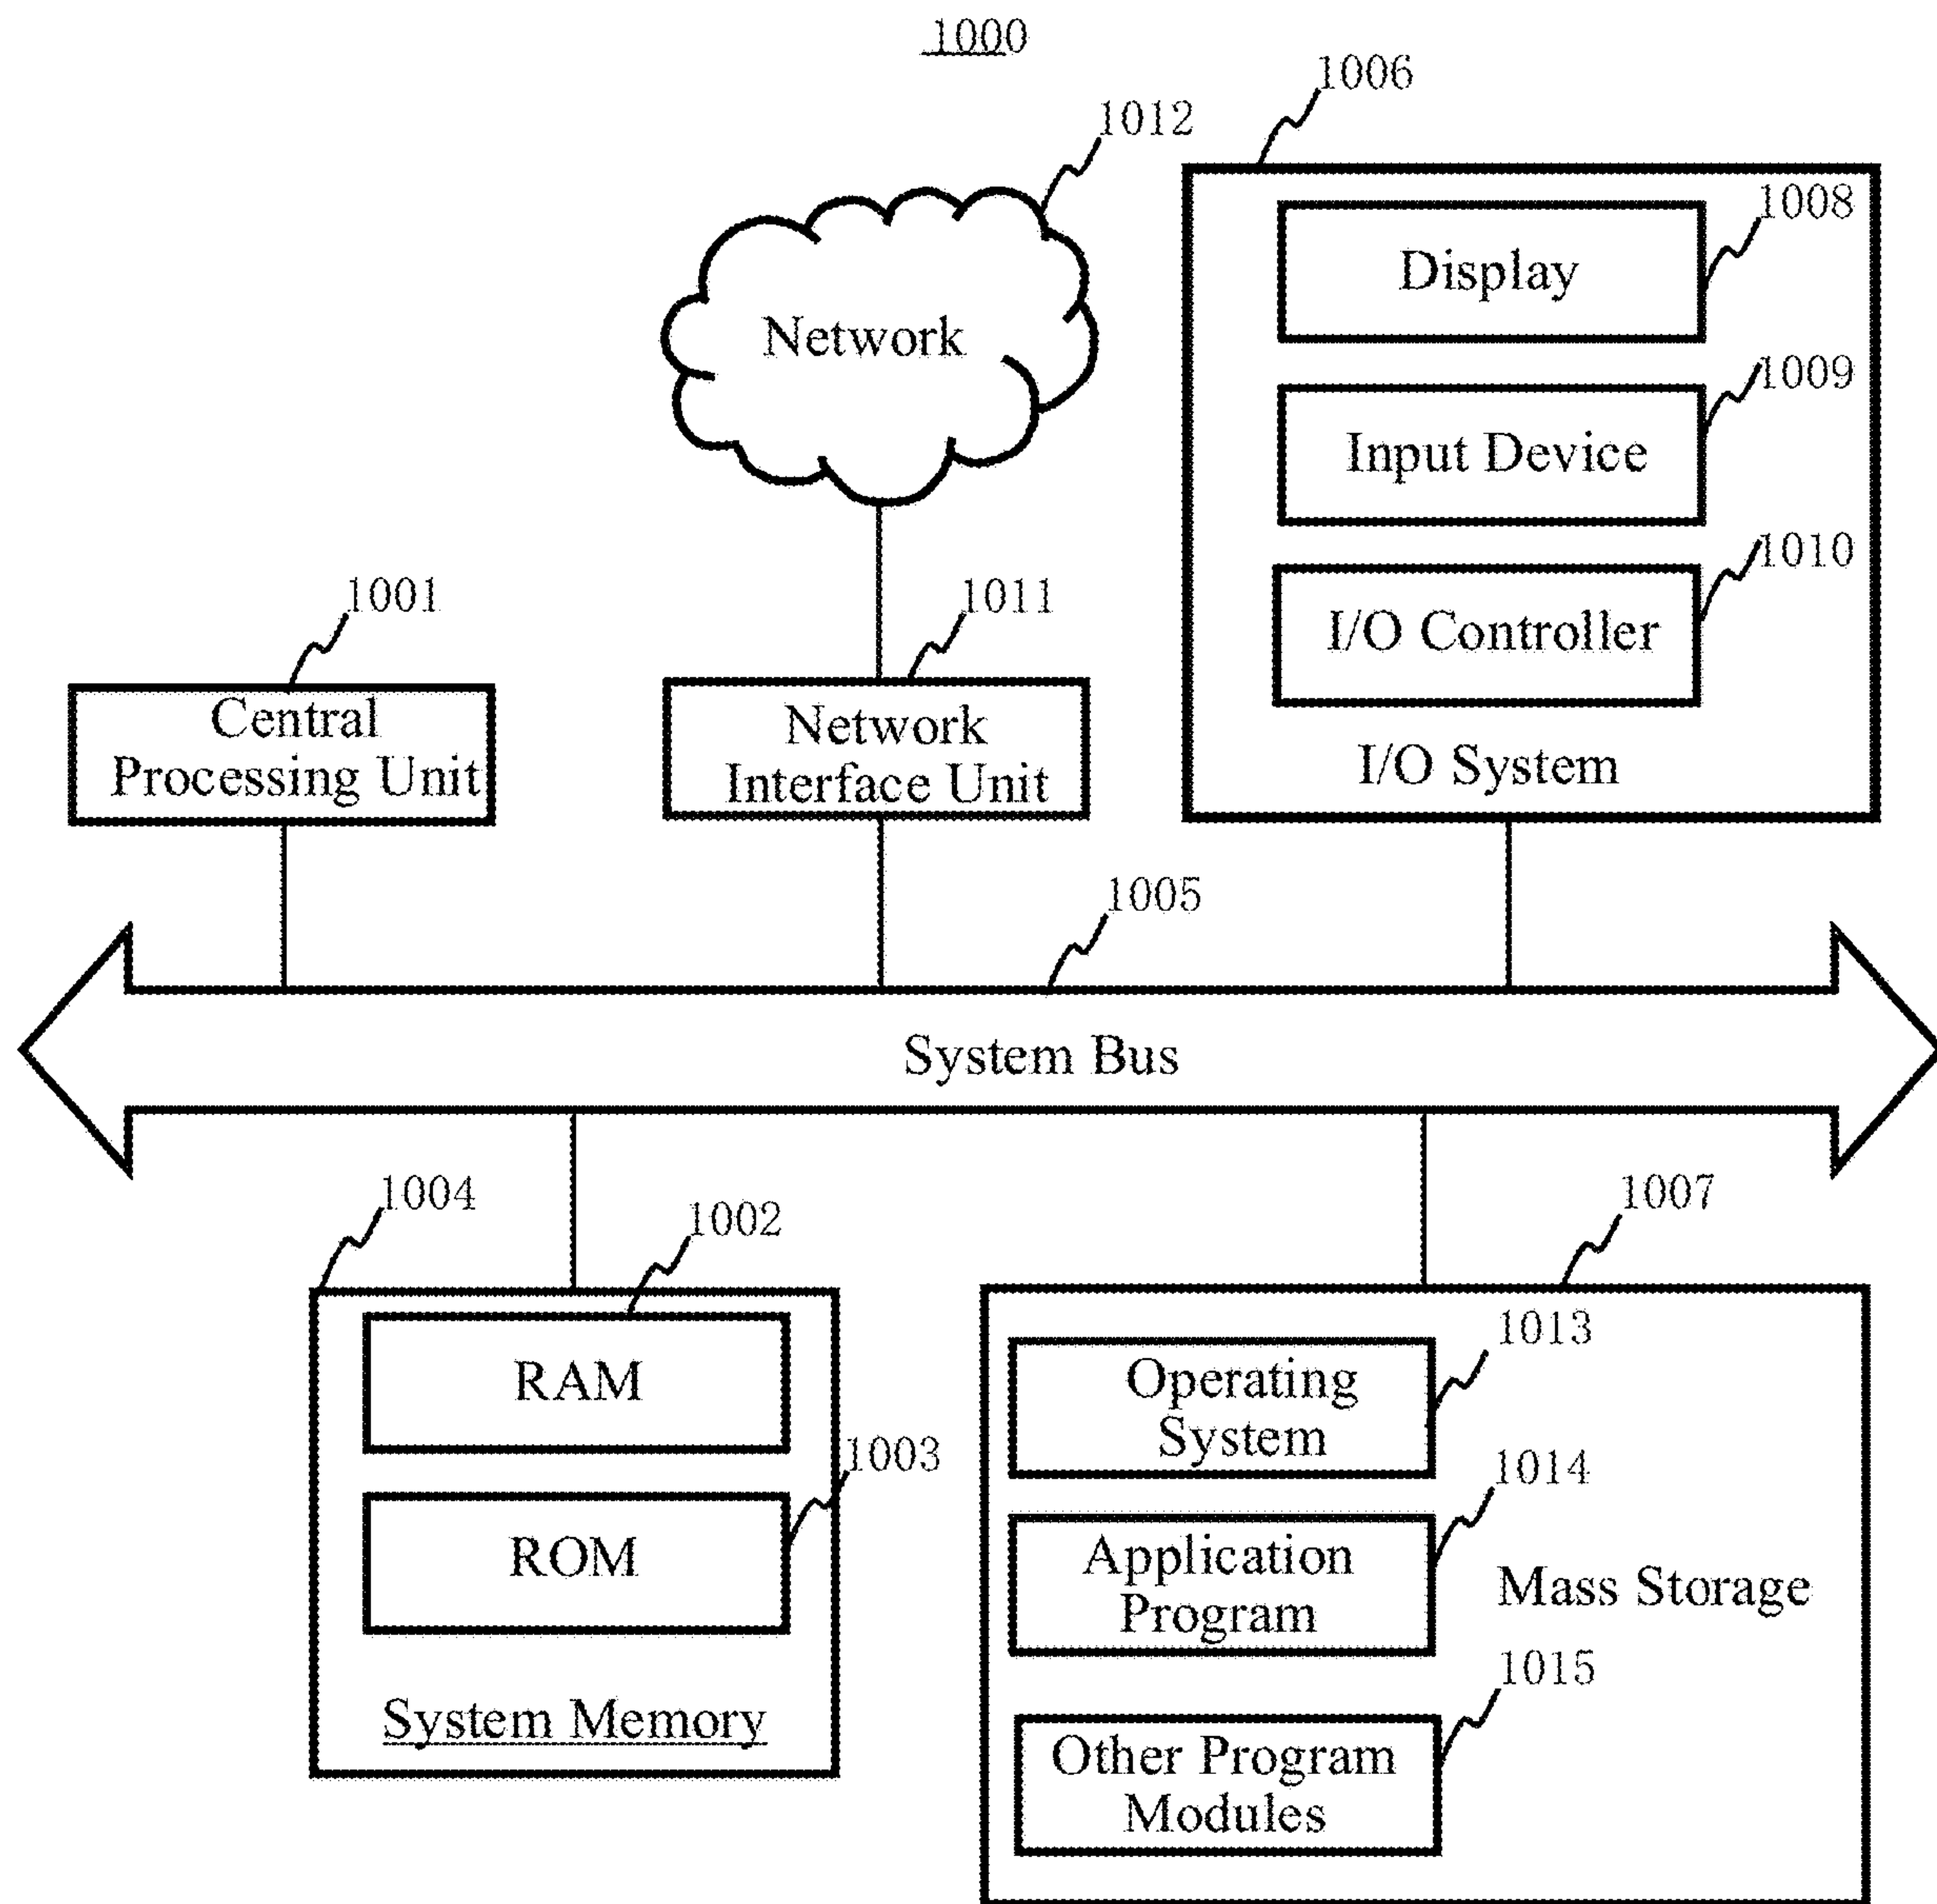 1000
1006
1012
1008
Display
Network
1009
Input Device
1010
I/O Controller
I/O System
1001
Central
Processing Unit
1011
Network
Interface Unit
1005
System Bus
1004
1002
RAM
1003
ROM
System Memory
1007
1013
Operating
System
1014
Application
Program
Mass Storage
1015
Other Program
Modules